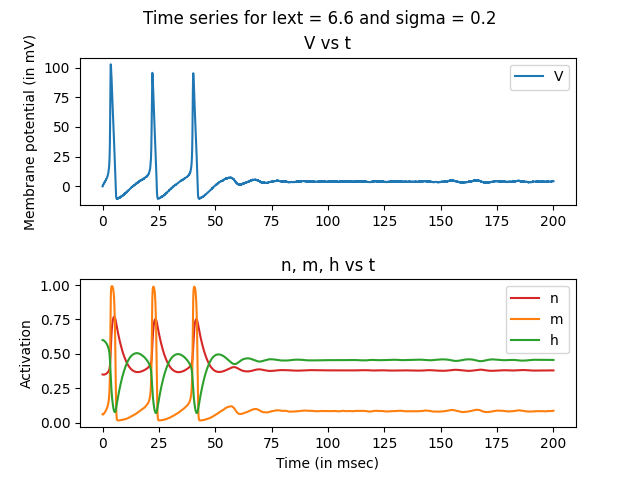 Time series for Iext = 6.6 and sigma = 0.2
V vs t
Membrane potential (in mV)
100
75
50
25
0
V
0 25 50 75 100 125 150 175 200
n, m, h vs t
Activation
1.00
0.75
0.50
0.25
0.00
n
m
h
0 25 50 75 100 125 150 175 200
Time (in msec)